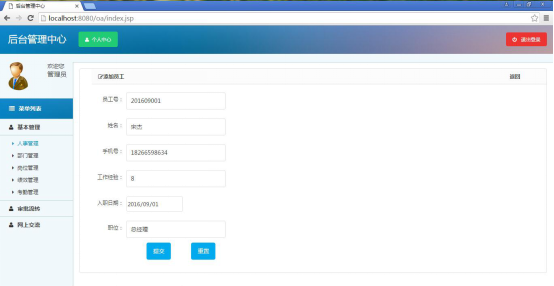 后台管理中心
localhost:8080/oa/index.jsp
后台管理中心
个人中心
退出登录
欢迎您
管理员
添加员工
返回
菜单列表
员工号： 201609001
基本管理
姓名： 宋杰
人事管理
部门管理
手机号： 18266598634
岗位管理
绩效管理
工作经验： 8
考勤管理
入职日期： 2016/09/01
审批流转
网上交流
职位： 总经理
提交
重置